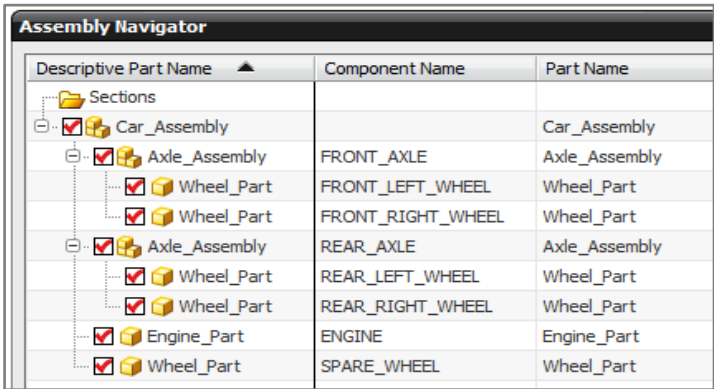 Assembly Navigator
Descriptive Part Name Component Name Part Name
Sections
Car_Assembly Car_Assembly
Axle_Assembly FRONT_AXLE Axle_Assembly
Wheel_Part FRONT_LEFT_WHEEL Wheel_Part
Wheel_Part FRONT_RIGHT_WHEEL Wheel_Part
Axle_Assembly REAR_AXLE Axle_Assembly
Wheel_Part REAR_LEFT_WHEEL Wheel_Part
Wheel_Part REAR_RIGHT_WHEEL Wheel_Part
Engine_Part ENGINE Engine_Part
Wheel_Part SPARE_WHEEL Wheel_Part